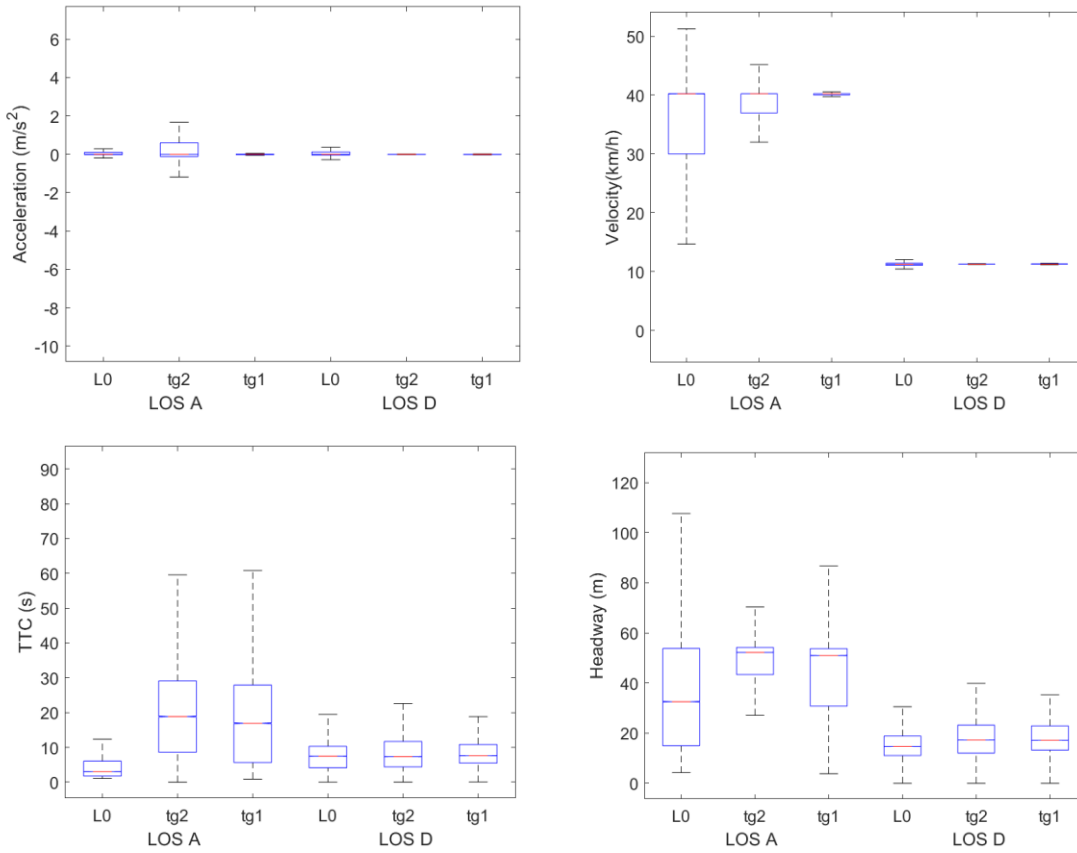 Acceleration (m/s²)
6
4
2
0
-2
-4
-6
-8
-10
L0 tg2 tg1 L0 tg2 tg1
LOS A LOS D
Velocity(km/h)
50
40
30
20
10
0
L0 tg2 tg1 L0 tg2 tg1
LOS A LOS D
TTC (s)
90
80
70
60
50
40
30
20
10
0
L0 tg2 tg1 L0 tg2 tg1
LOS A LOS D
Headway (m)
120
100
80
60
40
20
0
L0 tg2 tg1 L0 tg2 tg1
LOS A LOS D